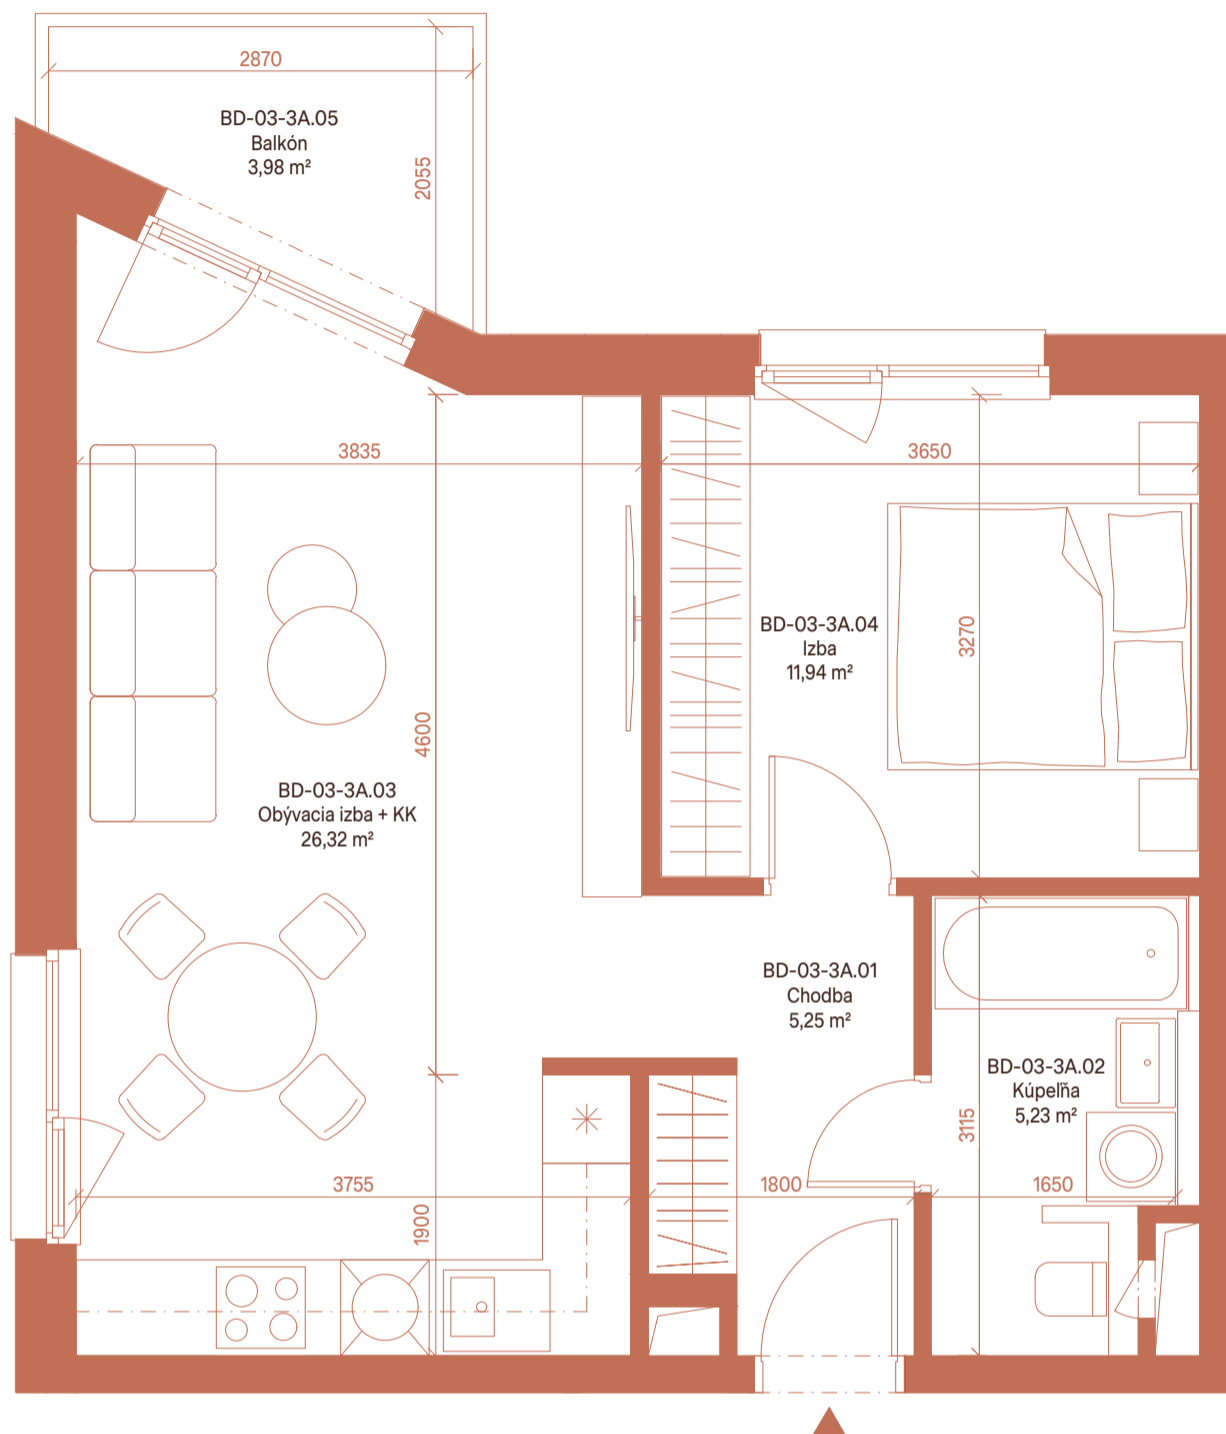 2870
BD-03-3A.05
Balkón
3,98 m²
2055
3835
3650
BD-03-3A.04
Izba
11,94 m²
3270
4600
BD-03-3A.03
Obývacia izba + KK
26,32 m²
BD-03-3A.01
Chodba
5,25 m²
BD-03-3A.02
Kúpeľňa
5,23 m²
3115
3755
1800
1650
1900